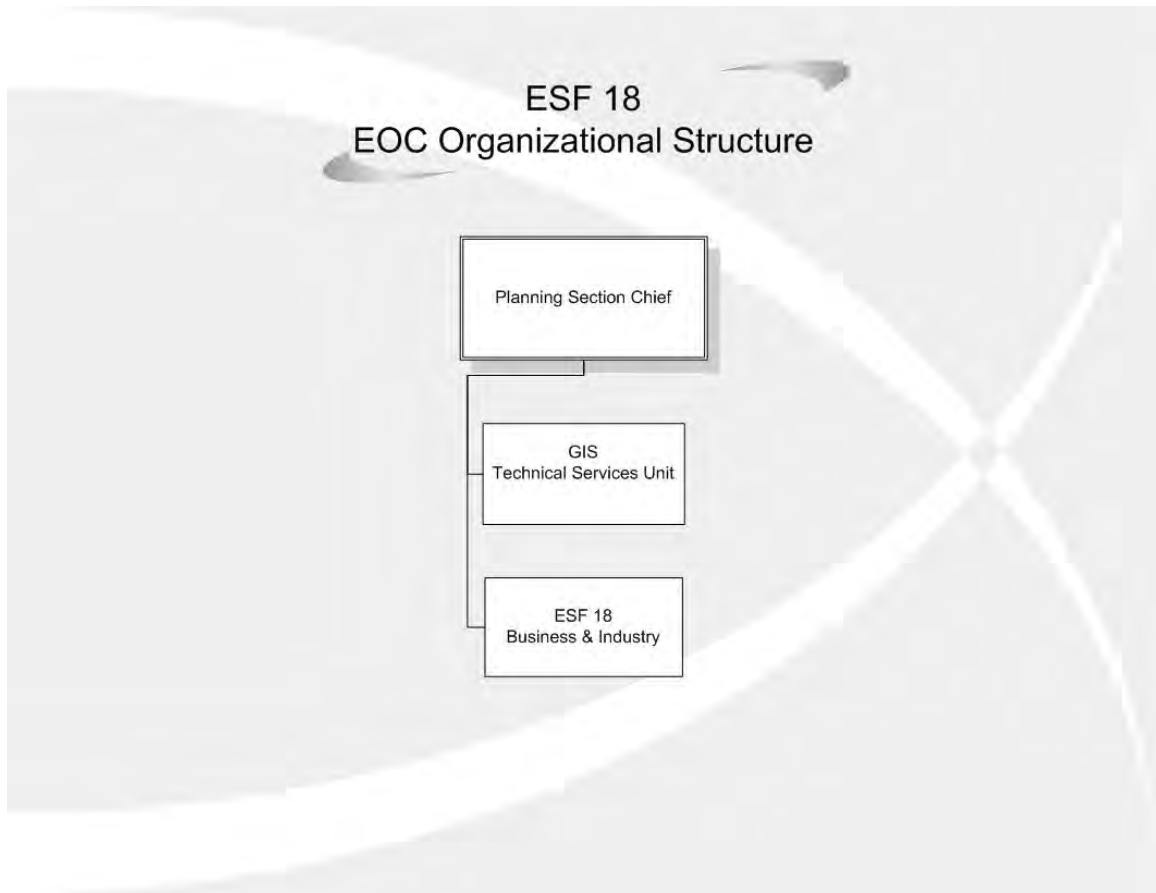 ESF 18
EOC Organizational Structure
Planning Section Chief
GIS
Technical Services Unit
ESF 18
Business & Industry